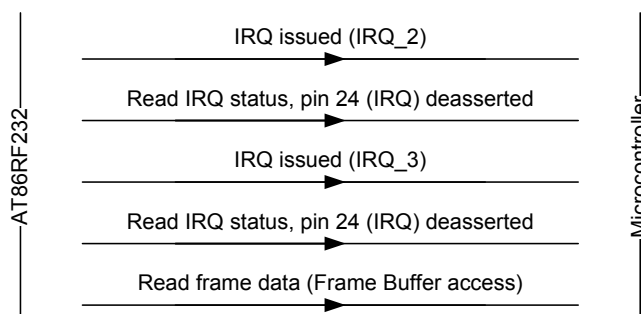 IRQ issued (IRQ_2)
Read IRQ status, pin 24 (IRQ) deasserted
IRQ issued (IRQ_3)
Read IRQ status, pin 24 (IRQ) deasserted
Read frame data (Frame Buffer access)
AT86RF232
Microcontroller